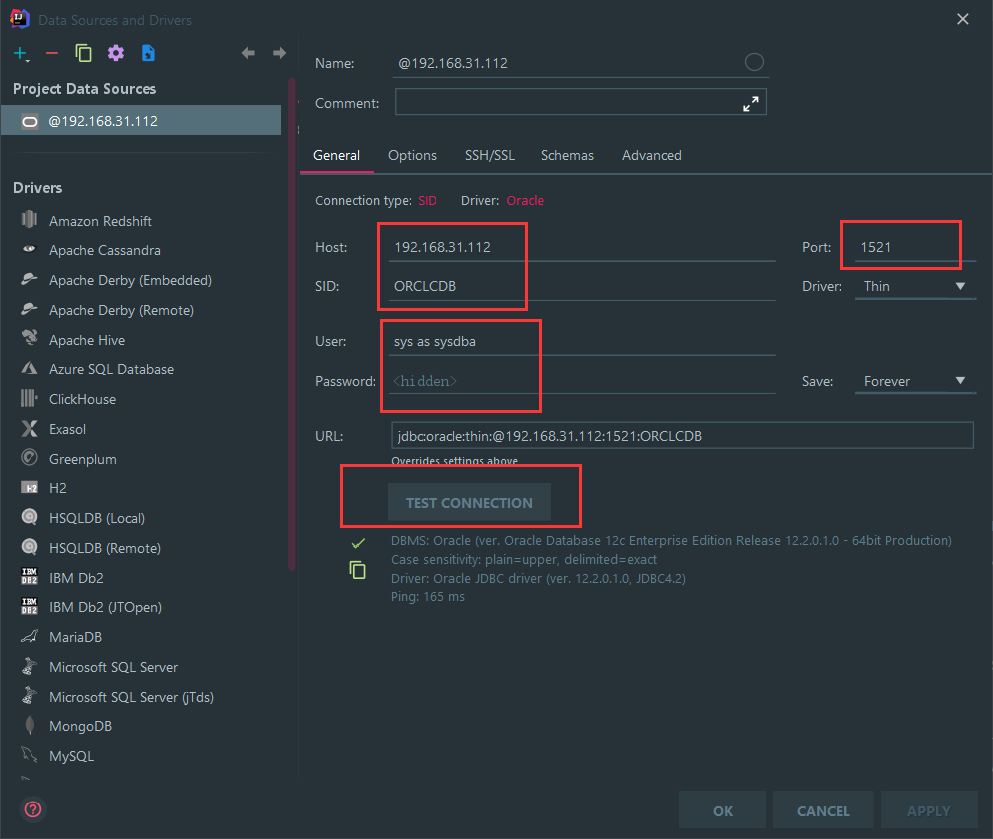 Data Sources and Drivers
Project Data Sources
@192.168.31.112
Drivers
Amazon Redshift
Apache Cassandra
Apache Derby (Embedded)
Apache Derby (Remote)
Apache Hive
Azure SQL Database
ClickHouse
Exasol
Greenplum
H2
HSQLDB (Local)
HSQLDB (Remote)
IBM Db2
IBM Db2 (JTOpen)
MariaDB
Microsoft SQL Server
Microsoft SQL Server (jTds)
MongoDB
MySQL
Name: @192.168.31.112
Comment:
General Options SSH/SSL Schemas Advanced
Connection type: SID Driver: Oracle
Host: 192.168.31.112 Port: 1521
SID: ORCLCDB Driver: Thin
User: sys as sysdba
Password: <hidden> Save: Forever
URL: jdbc:oracle:thin:@192.168.31.112:1521:ORCLCDB
Overrides settings above
TEST CONNECTION
DBMS: Oracle (ver. Oracle Database 12c Enterprise Edition Release 12.2.0.1.0 - 64bit Production)
Case sensitivity: plain=upper, delimited=exact
Driver: Oracle JDBC driver (ver. 12.2.0.1.0, JDBC4.2)
Ping: 165 ms
OK CANCEL APPLY